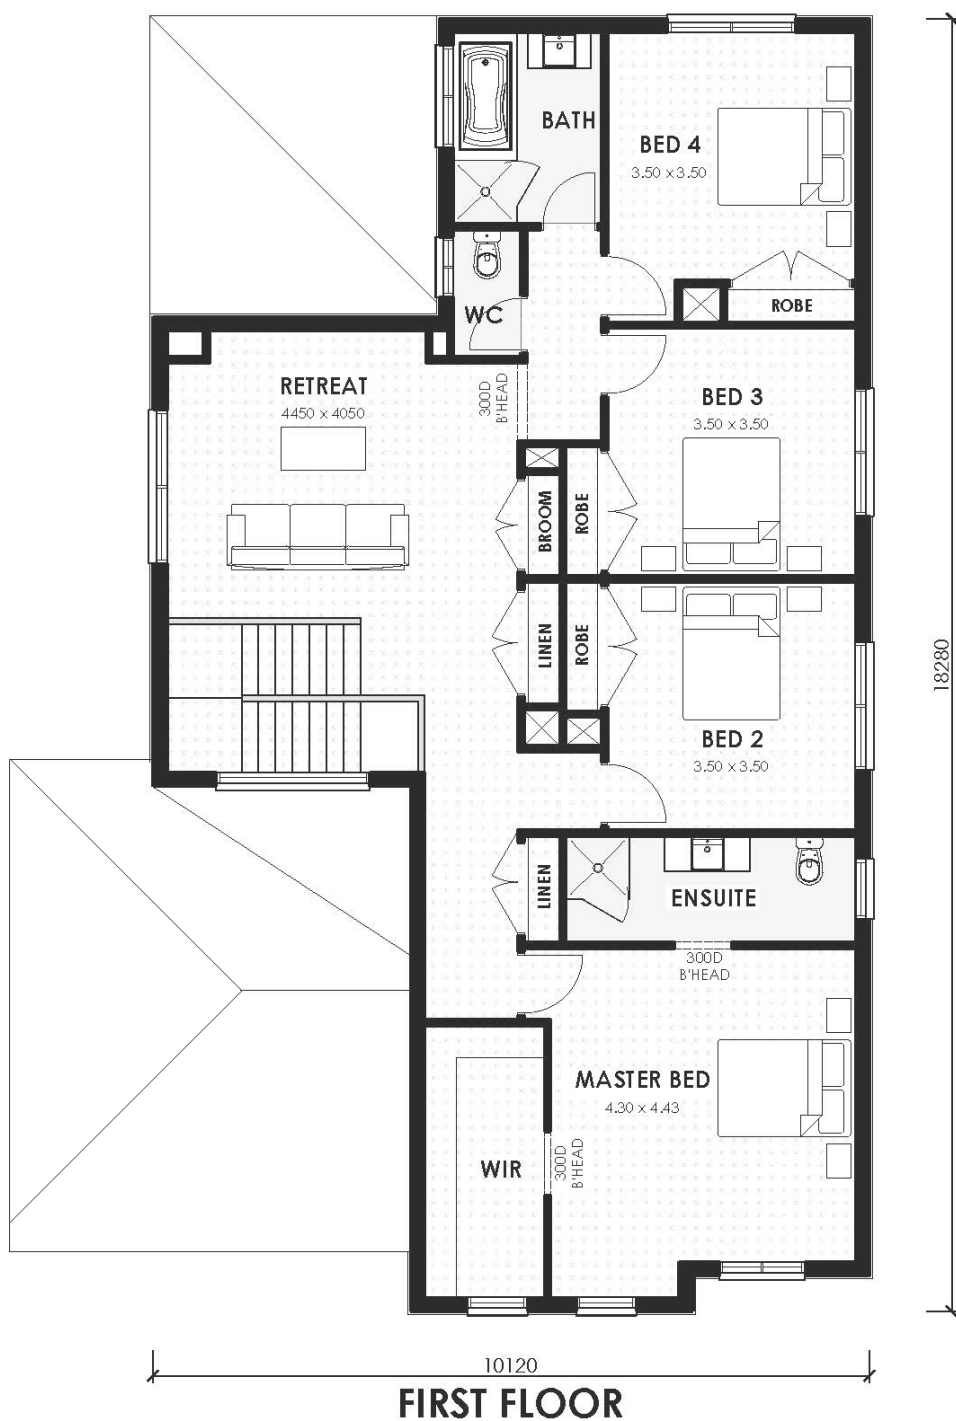 BATH
BED 4
3.50 x 3.50
ROBE
WC
RETREAT
4450 x 4050
300D
B'HEAD
BED 3
3.50 x 3.50
BROOM
ROBE
LINEN
ROBE
BED 2
3.50 x 3.50
18280
LINEN
ENSUITE
300D
B'HEAD
MASTER BED
4.30 x 4.43
WIR
300D
B'HEAD
10120
FIRST FLOOR